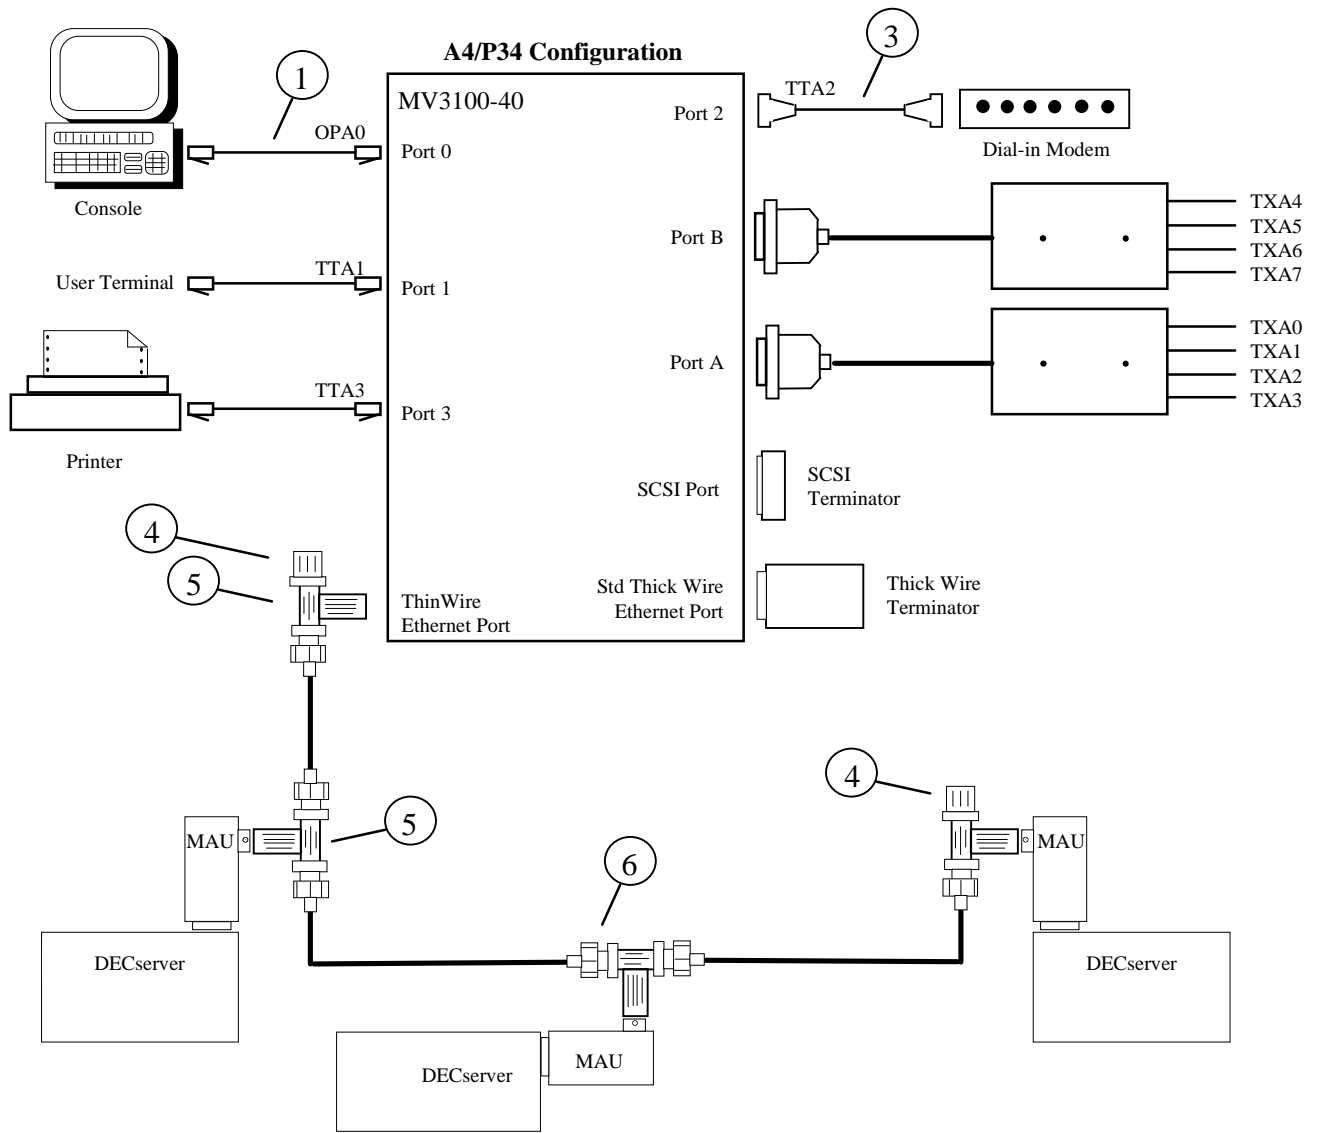 A4/P34 Configuration
3
1
MV3100-40
TTA2
Port 2
OPA0
Port 0
Dial-in Modem
Console
TXA4
TXA5
TXA6
TXA7
Port B
User Terminal
TTA1
Port 1
TXA0
TXA1
TXA2
TXA3
Port A
TTA3
Port 3
Printer
SCSI Port
SCSI
Terminator
4
5
ThinWire
Ethernet Port
Std Thick Wire
Ethernet Port
Thick Wire
Terminator
4
5
MAU
MAU
6
DECserver
DECserver
DECserver
MAU